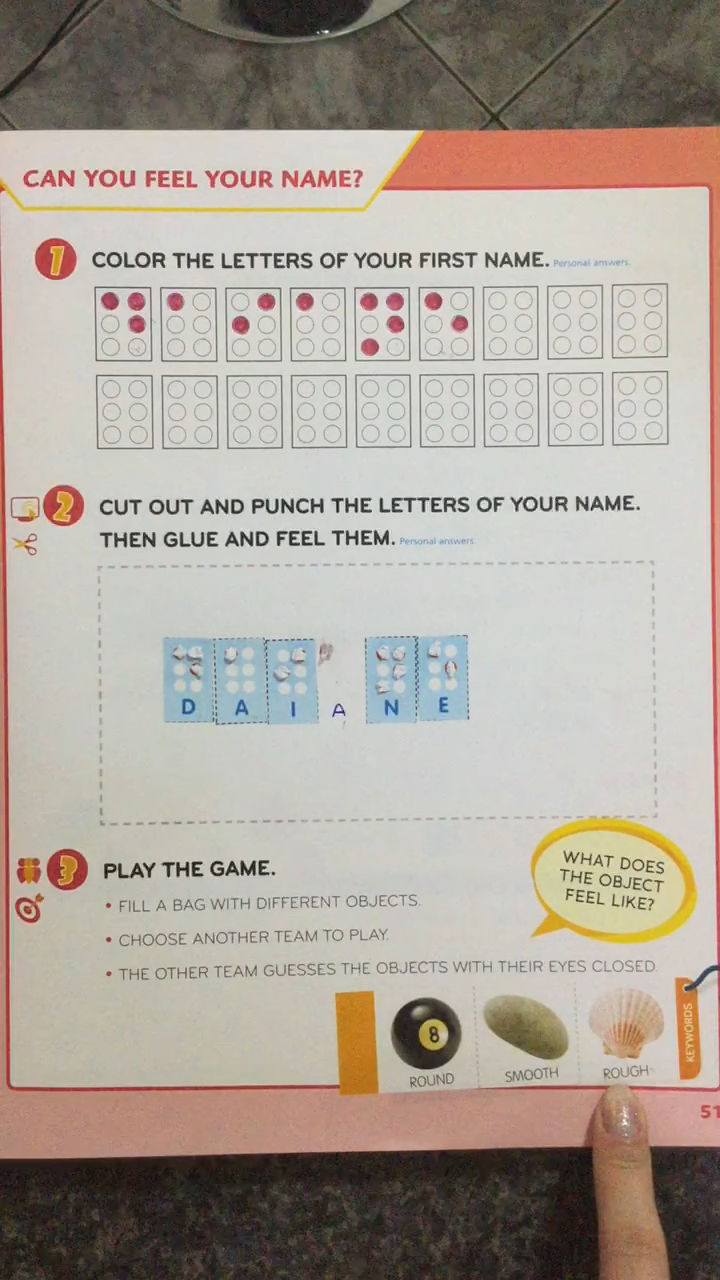 CAN YOU FEEL YOUR NAME?
1 COLOR THE LETTERS OF YOUR FIRST NAME. Personal answers.
2 CUT OUT AND PUNCH THE LETTERS OF YOUR NAME.
THEN GLUE AND FEEL THEM. Personal answers
D A I A N E
3 PLAY THE GAME.
• FILL A BAG WITH DIFFERENT OBJECTS.
• CHOOSE ANOTHER TEAM TO PLAY.
• THE OTHER TEAM GUESSES THE OBJECTS WITH THEIR EYES CLOSED.
WHAT DOES
THE OBJECT
FEEL LIKE?
8
ROUND SMOOTH ROUGH
KEYWORDS
51